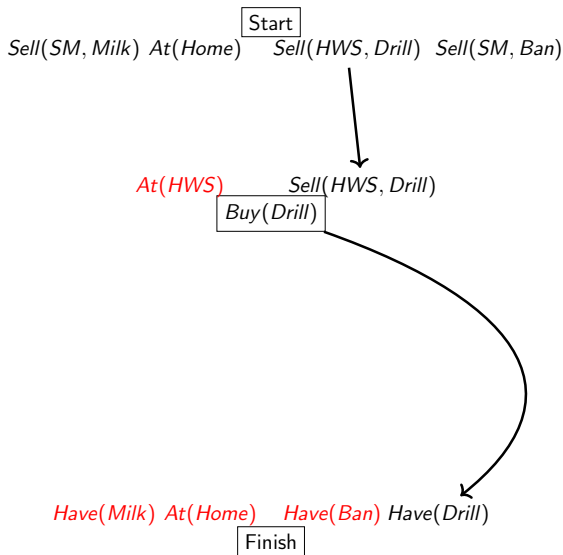 Start
Sell(SM, Milk) At(Home) Sell(HWS, Drill) Sell(SM, Ban)
At(HWS) Sell(HWS, Drill)
Buy(Drill)
Have(Milk) At(Home) Have(Ban) Have(Drill)
Finish